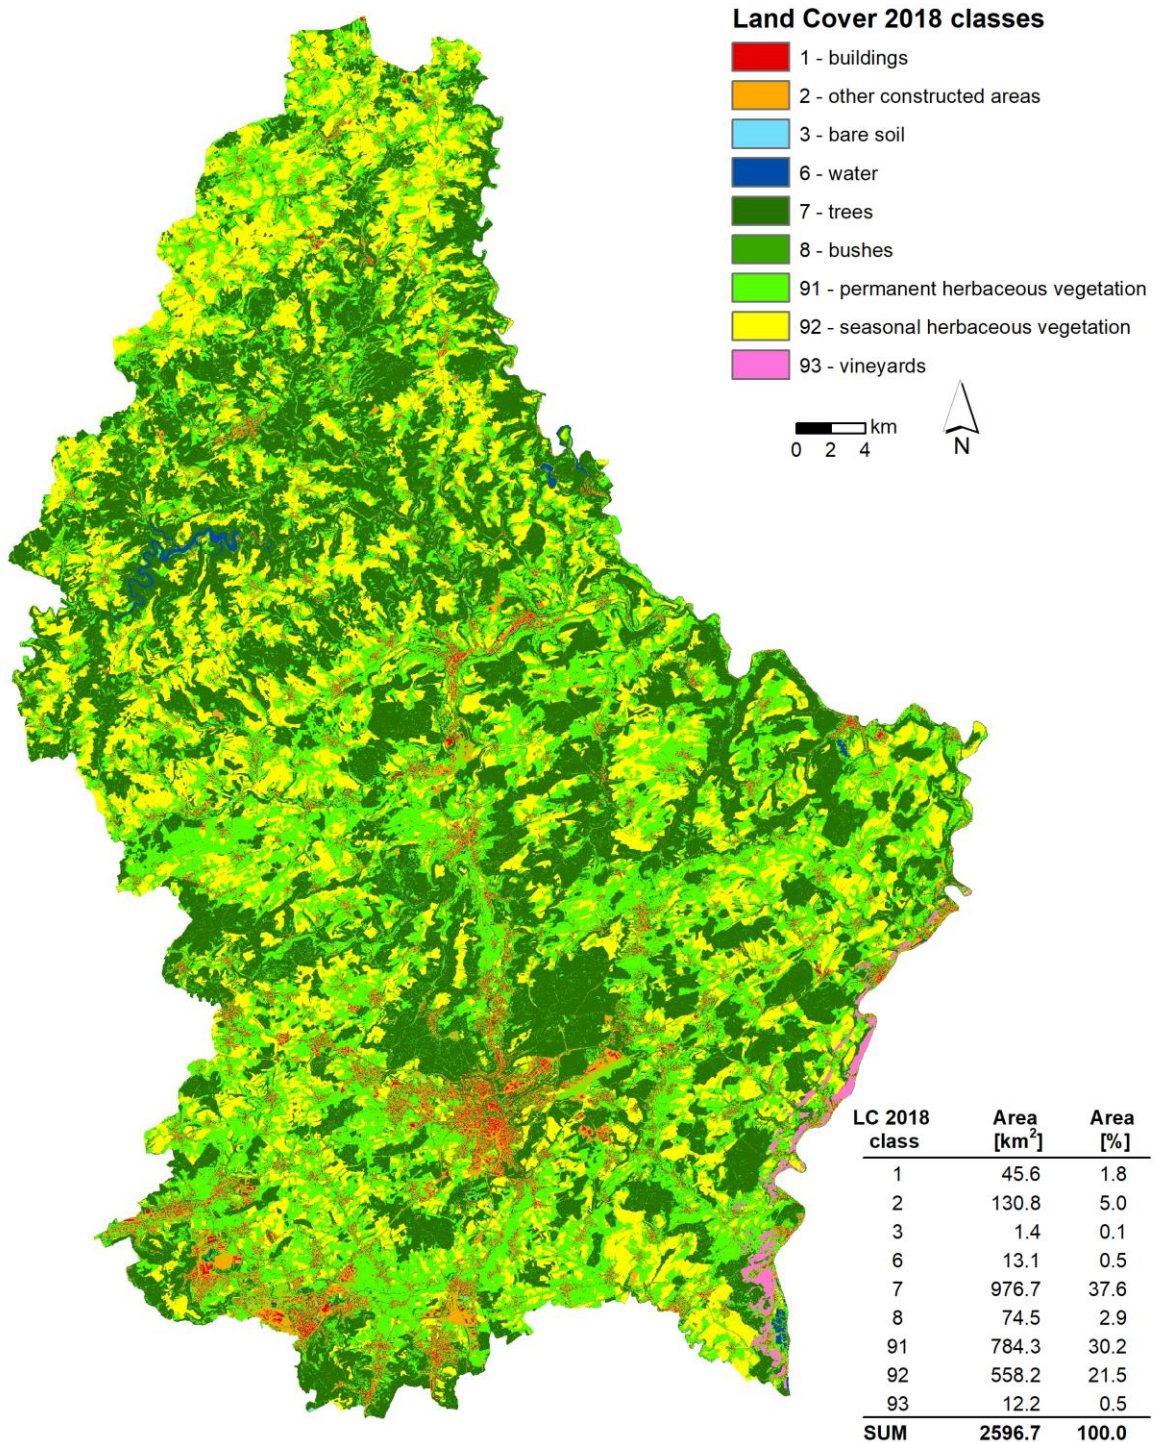 Land Cover 2018 classes
1 - buildings
2 - other constructed areas
3 - bare soil
6 - water
7 - trees
8 - bushes
91 - permanent herbaceous vegetation
92 - seasonal herbaceous vegetation
93 - vineyards
km
0 2 4
N
LC 2018 Area Area
class [km²] [%]
1 45.6 1.8
2 130.8 5.0
3 1.4 0.1
6 13.1 0.5
7 976.7 37.6
8 74.5 2.9
91 784.3 30.2
92 558.2 21.5
93 12.2 0.5
SUM 2596.7 100.0